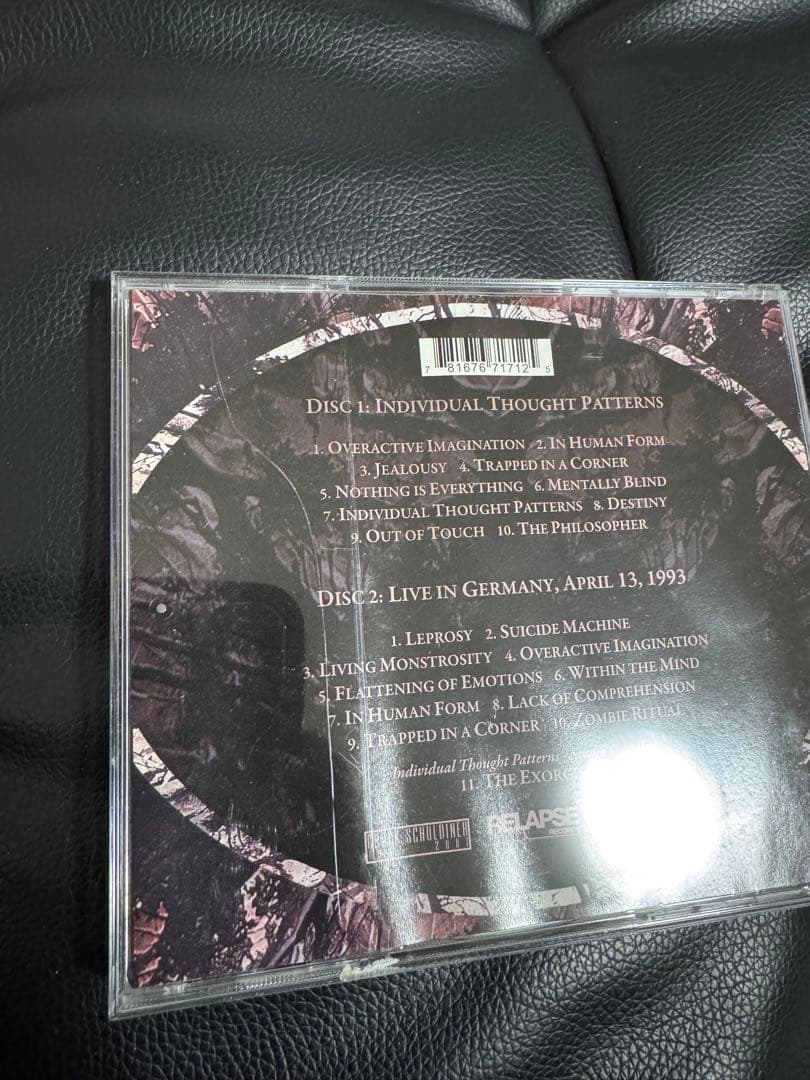 7 81676 71712 5
DISC 1: INDIVIDUAL THOUGHT PATTERNS
1. OVERACTIVE IMAGINATION 2. IN HUMAN FORM
3. JEALOUSY 4. TRAPPED IN A CORNER
5. NOTHING IS EVERYTHING 6. MENTALLY BLIND
7. INDIVIDUAL THOUGHT PATTERNS 8. DESTINY
9. OUT OF TOUCH 10. THE PHILOSOPHER
DISC 2: LIVE IN GERMANY, APRIL 13, 1993
1. LEPROSY 2. SUICIDE MACHINE
3. LIVING MONSTROSITY 4. OVERACTIVE IMAGINATION
5. FLATTENING OF EMOTIONS 6. WITHIN THE MIND
7. IN HUMAN FORM 8. LACK OF COMPREHENSION
9. TRAPPED IN A CORNER 10. ZOMBIE RITUAL
Individual Thought Patterns
11. THE
SCHULDINER
RELAPSE